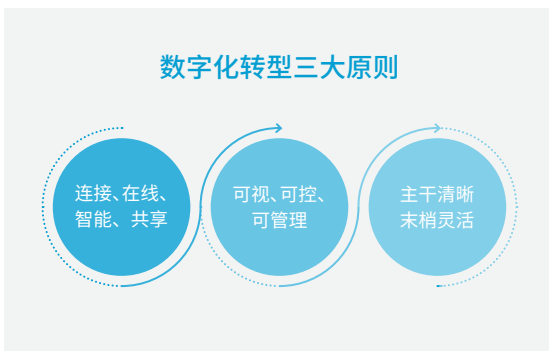 数字化转型三大原则
连接、在线、
智能、共享
可视、可控、
可管理
主干清晰
末梢灵活